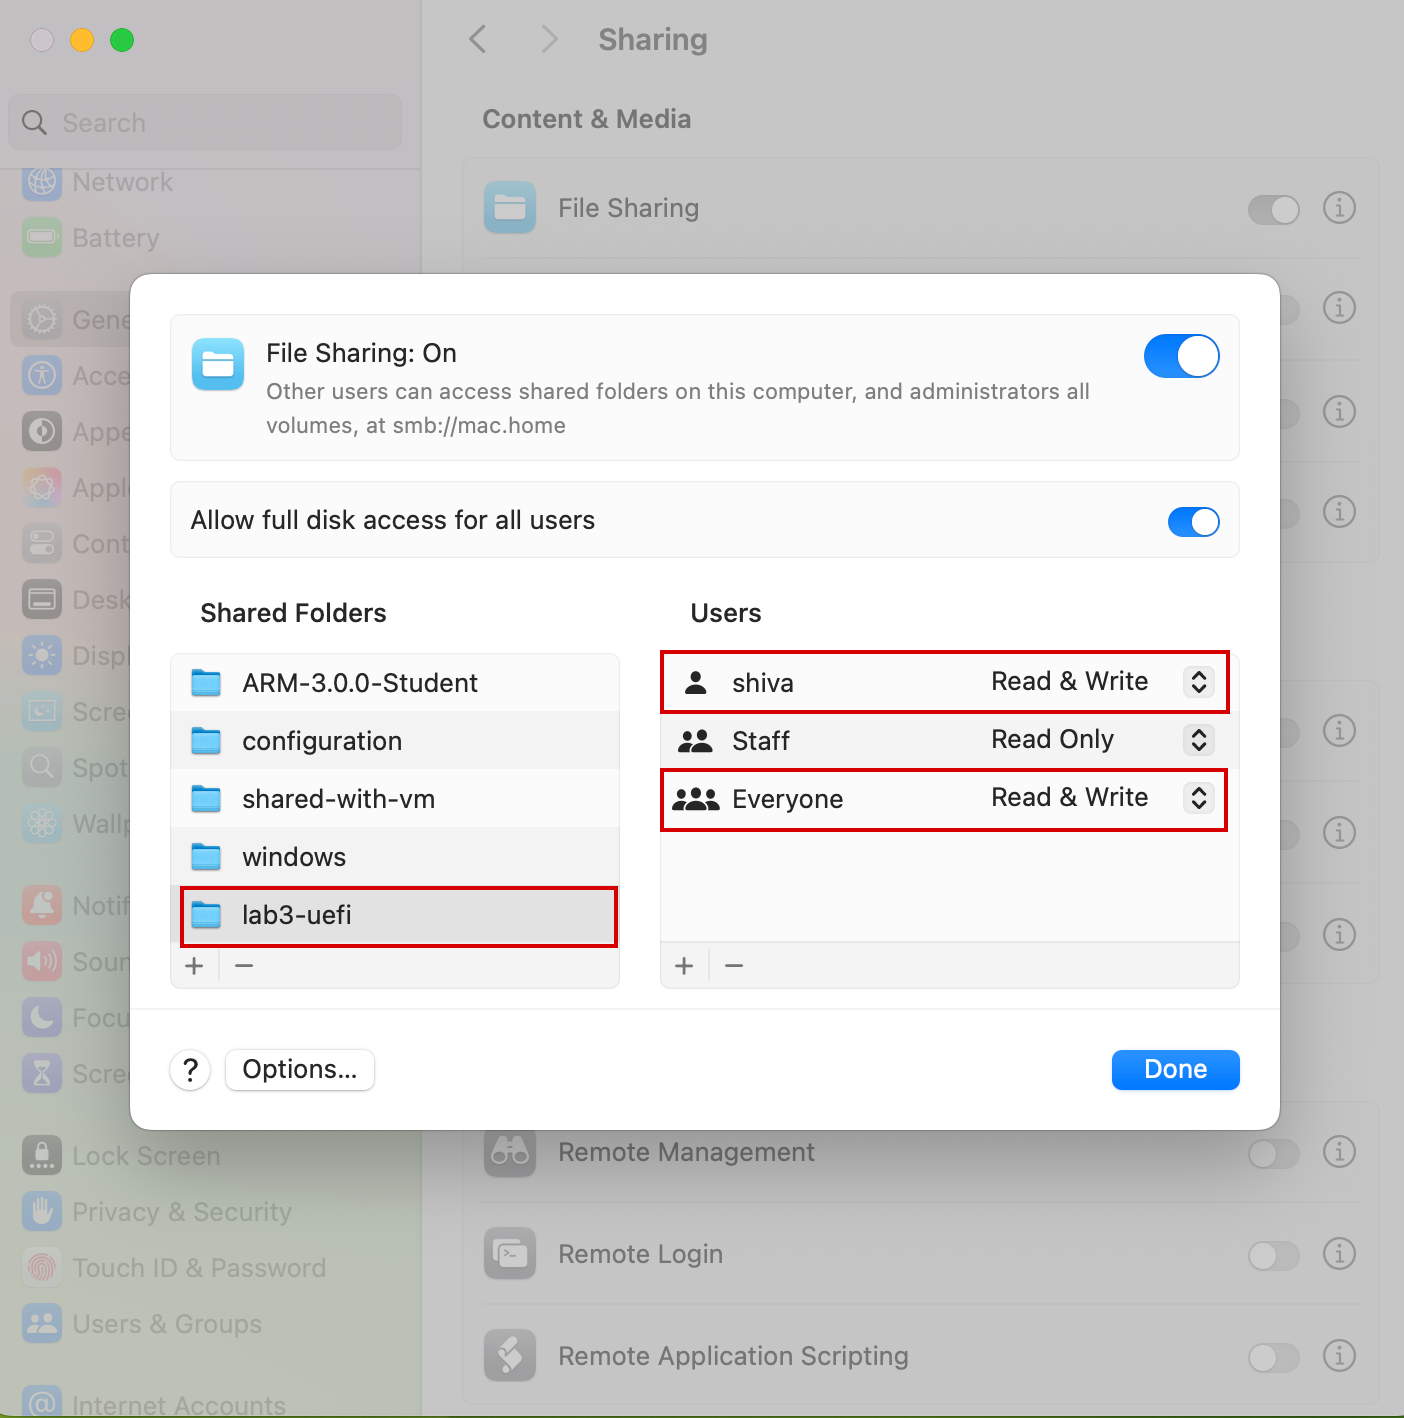 Sharing
Search
Content & Media
Network
File Sharing
Battery
Gene
File Sharing: On
Other users can access shared folders on this computer, and administrators all
volumes, at smb://mac.home
Acce
Appe
Appl
Allow full disk access for all users
Cont
Desk
Shared Folders
Users
Displ
ARM-3.0.0-Student
shiva
Read & Write
Scre
configuration
Staff
Read Only
Spot
shared-with-vm
Everyone
Read & Write
Wallp
windows
Notif
lab3-uefi
Soun
+ −
+ −
Focu
Scre
?
Options...
Done
Lock Screen
Remote Management
Privacy & Security
Remote Login
Touch ID & Password
Users & Groups
Remote Application Scripting
Internet Accounts